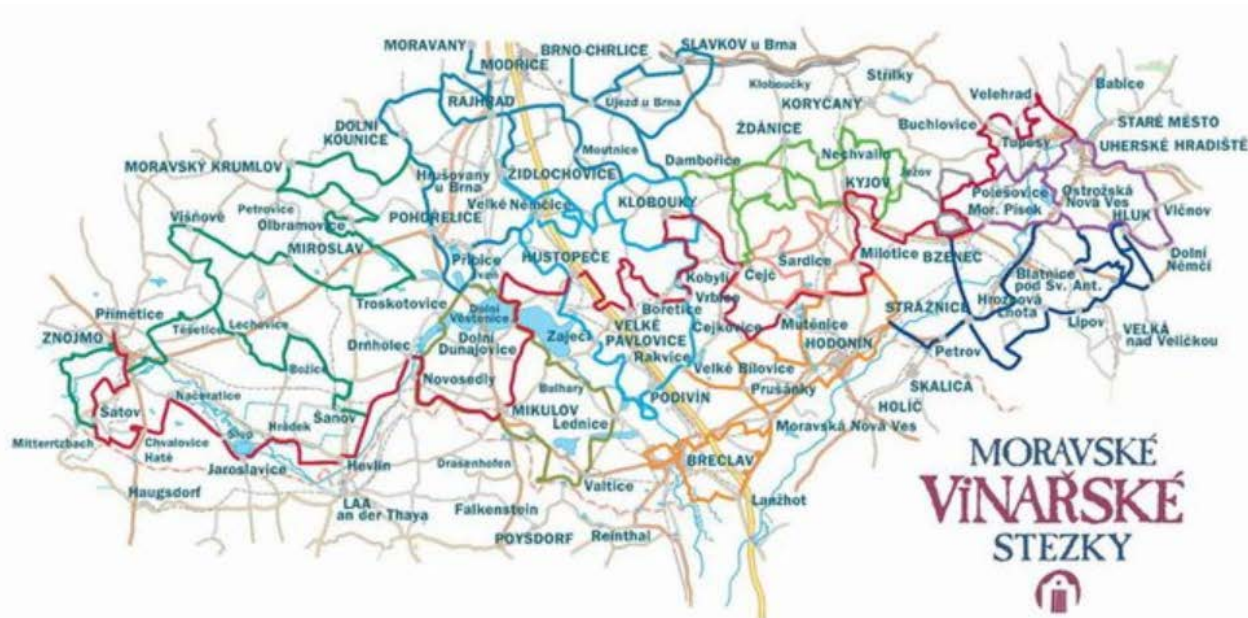 MORAVANY
BRNO-CHRLICE
SLAVKOV u Brna
MODŘICE
Kloboučky
Střílky
Babice
Velehrad
RAJHRAD
Újezd u Brna
KORYČANY
Buchlovice
STARÉ MĚSTO
DOLNÍ
KOUNICE
ŽDÁNICE
Tupesy
UHERSKÉ HRADIŠTĚ
Moutnice
Dambořice
Nechvalín
MORAVSKÝ KRUMLOV
Hrušovany
u Brna
ŽIDLOCHOVICE
KYJOV
Ježov
Polešovice
Ostrožská
Nová Ves
Velké Němčice
KLOBOUKY
Petrovice
Višňové
Olbramovice
POHOŘELICE
Mor. Písek
HLUK
Vlčnov
MIROSLAV
Přibice
HUSTOPEČE
Šardice
Milotice
BZENEC
Dolní
Němčí
Kobylí
Čejč
Blatnice
pod Sv. Ant.
Troskotovice
Vrbice
Bořetice
STRÁŽNICE
Hroznová
Lhota
Přímětice
Dolní
Věstonice
Těšetice
Lechovice
VELKÉ
PAVLOVICE
Čejkovice
Mutěnice
Lipov
ZNOJMO
Drnholec
Dolní
Dunajovice
Zaječí
HODONÍN
VELKÁ
nad Veličkou
Rakvice
Petrov
Božice
Velké Bílovice
Novosedly
Bulhary
Prušánky
SKALICA
Načeratice
PODIVÍN
HOLÍČ
Šatov
Šanov
MIKULOV
Lednice
Hrádek
Moravská Nová Ves
Mitterrtzbach
Chvalovice
Hatě
Jaroslavice
Hevlín
Drasenhofen
BŘECLAV
Valtice
Haugsdorf
LAA
an der Thaya
Falkenstein
Lanžhot
POYSDORF
Reinthal
MORAVSKÉ
ViNAŘSKÉ
STEZKY